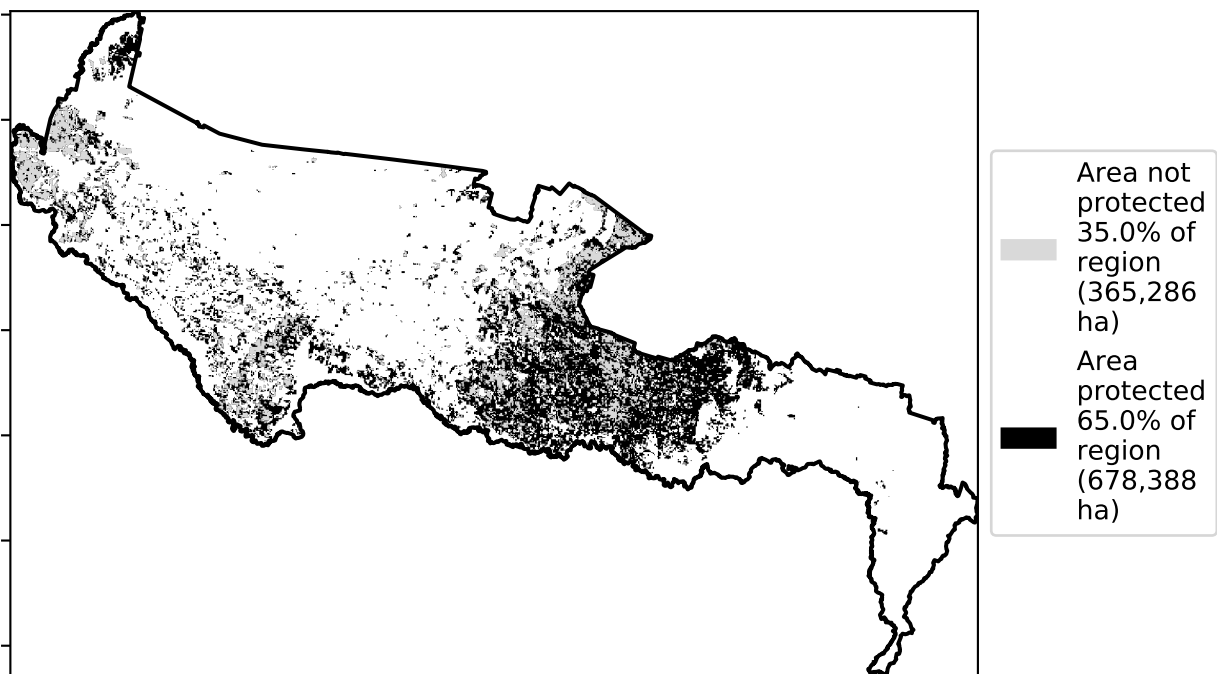 Area not
protected
35.0% of
region
(365,286
ha)
Area
protected
65.0% of
region
(678,388
ha)